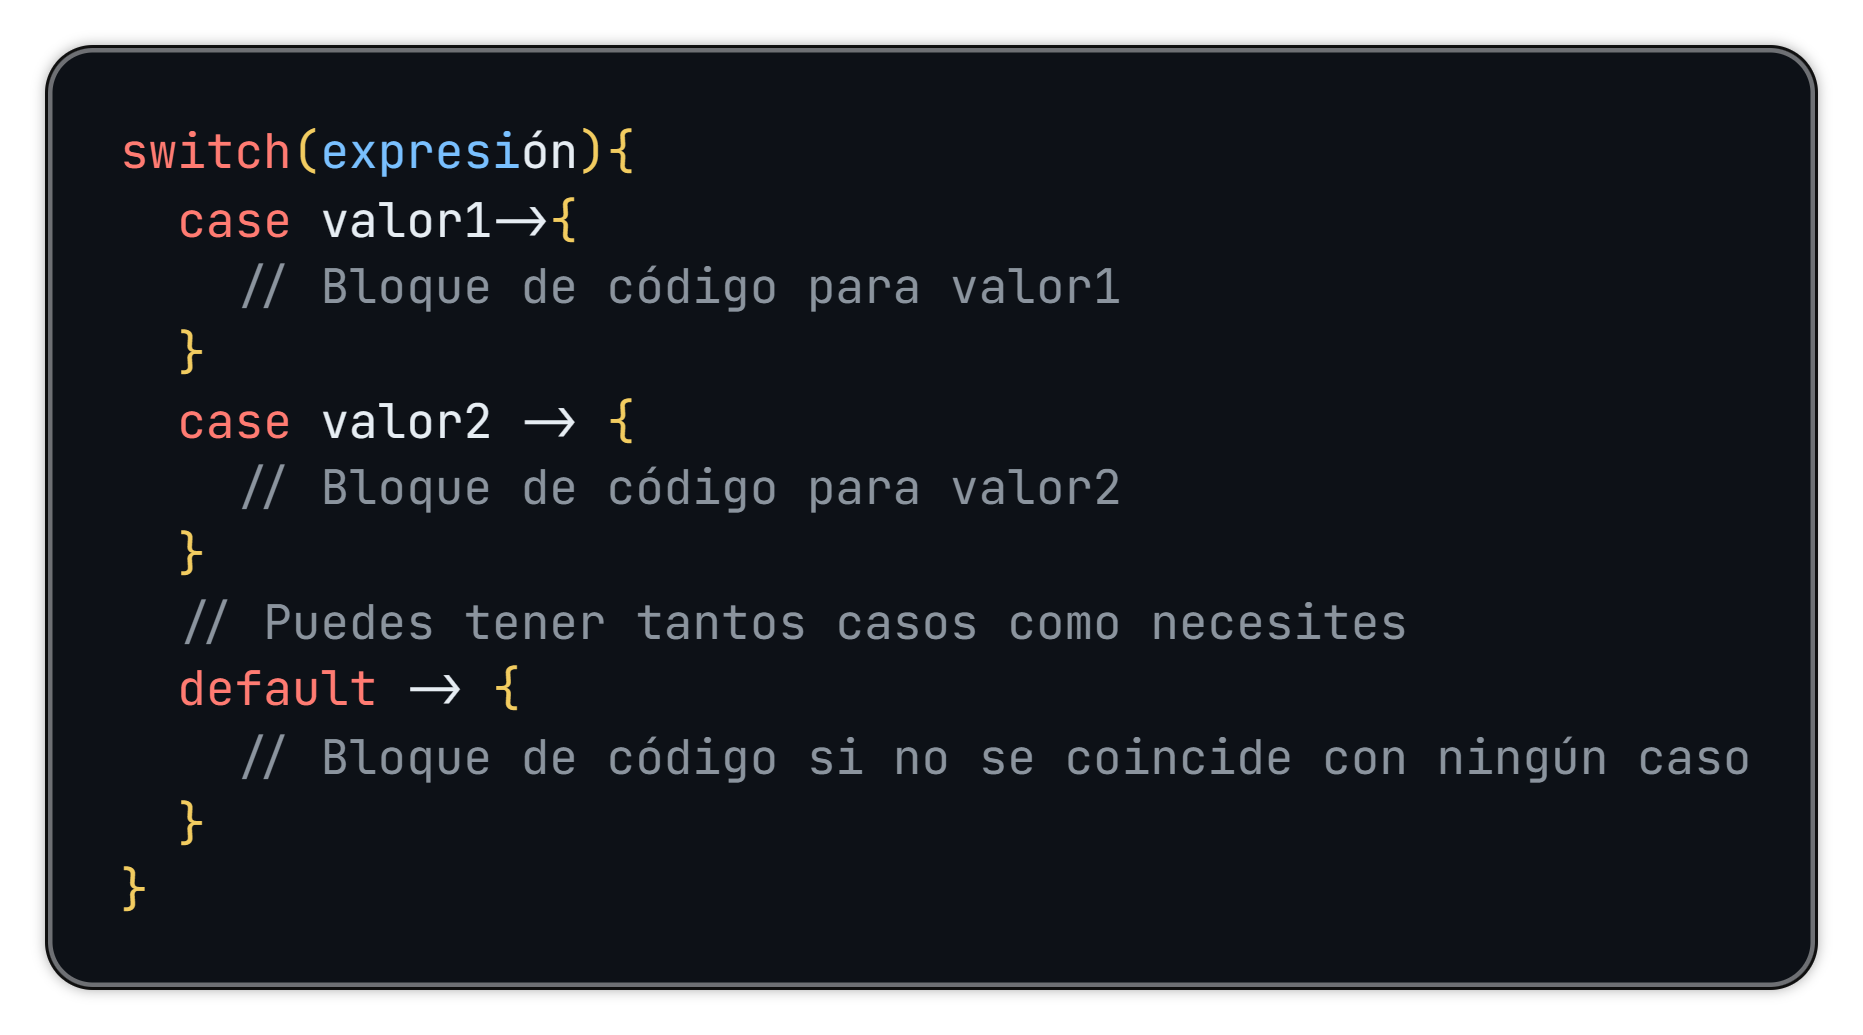 switch(expresión){
  case valor1->{
    // Bloque de código para valor1
  }
  case valor2 -> {
    // Bloque de código para valor2
  }
  // Puedes tener tantos casos como necesites
  default -> {
    // Bloque de código si no se coincide con ningún caso
  }
}